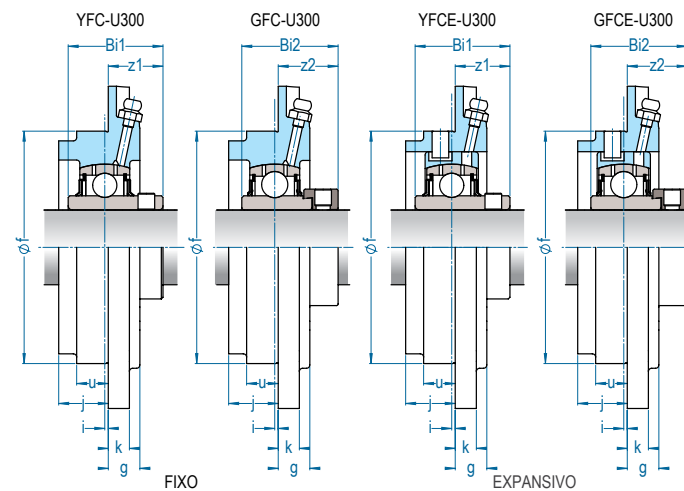 YFC-U300 GFC-U300 YFCE-U300 GFCE-U300
Bi1 Bi2 Bi1 Bi2
z1 z2 z1 z2
Øf Øf Øf Øf
u u u u
j j j j
i i i i
k k k k
g g g g
FIXO EXPANSIVO